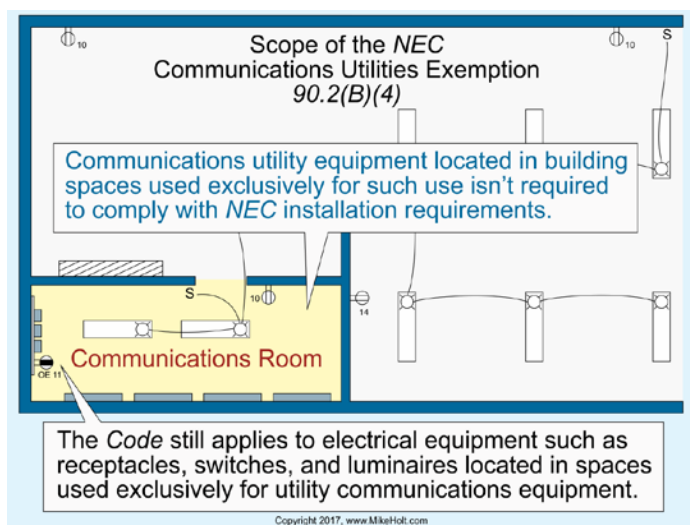 Scope of the NEC
Communications Utilities Exemption
90.2(B)(4)
10
10
S
Communications utility equipment located in building
spaces used exclusively for such use isn't required
to comply with NEC installation requirements.
S
10
14
Communications Room
OE 11
The Code still applies to electrical equipment such as
receptacles, switches, and luminaires located in spaces
used exclusively for utility communications equipment.
Copyright 2017, www.MikeHolt.com